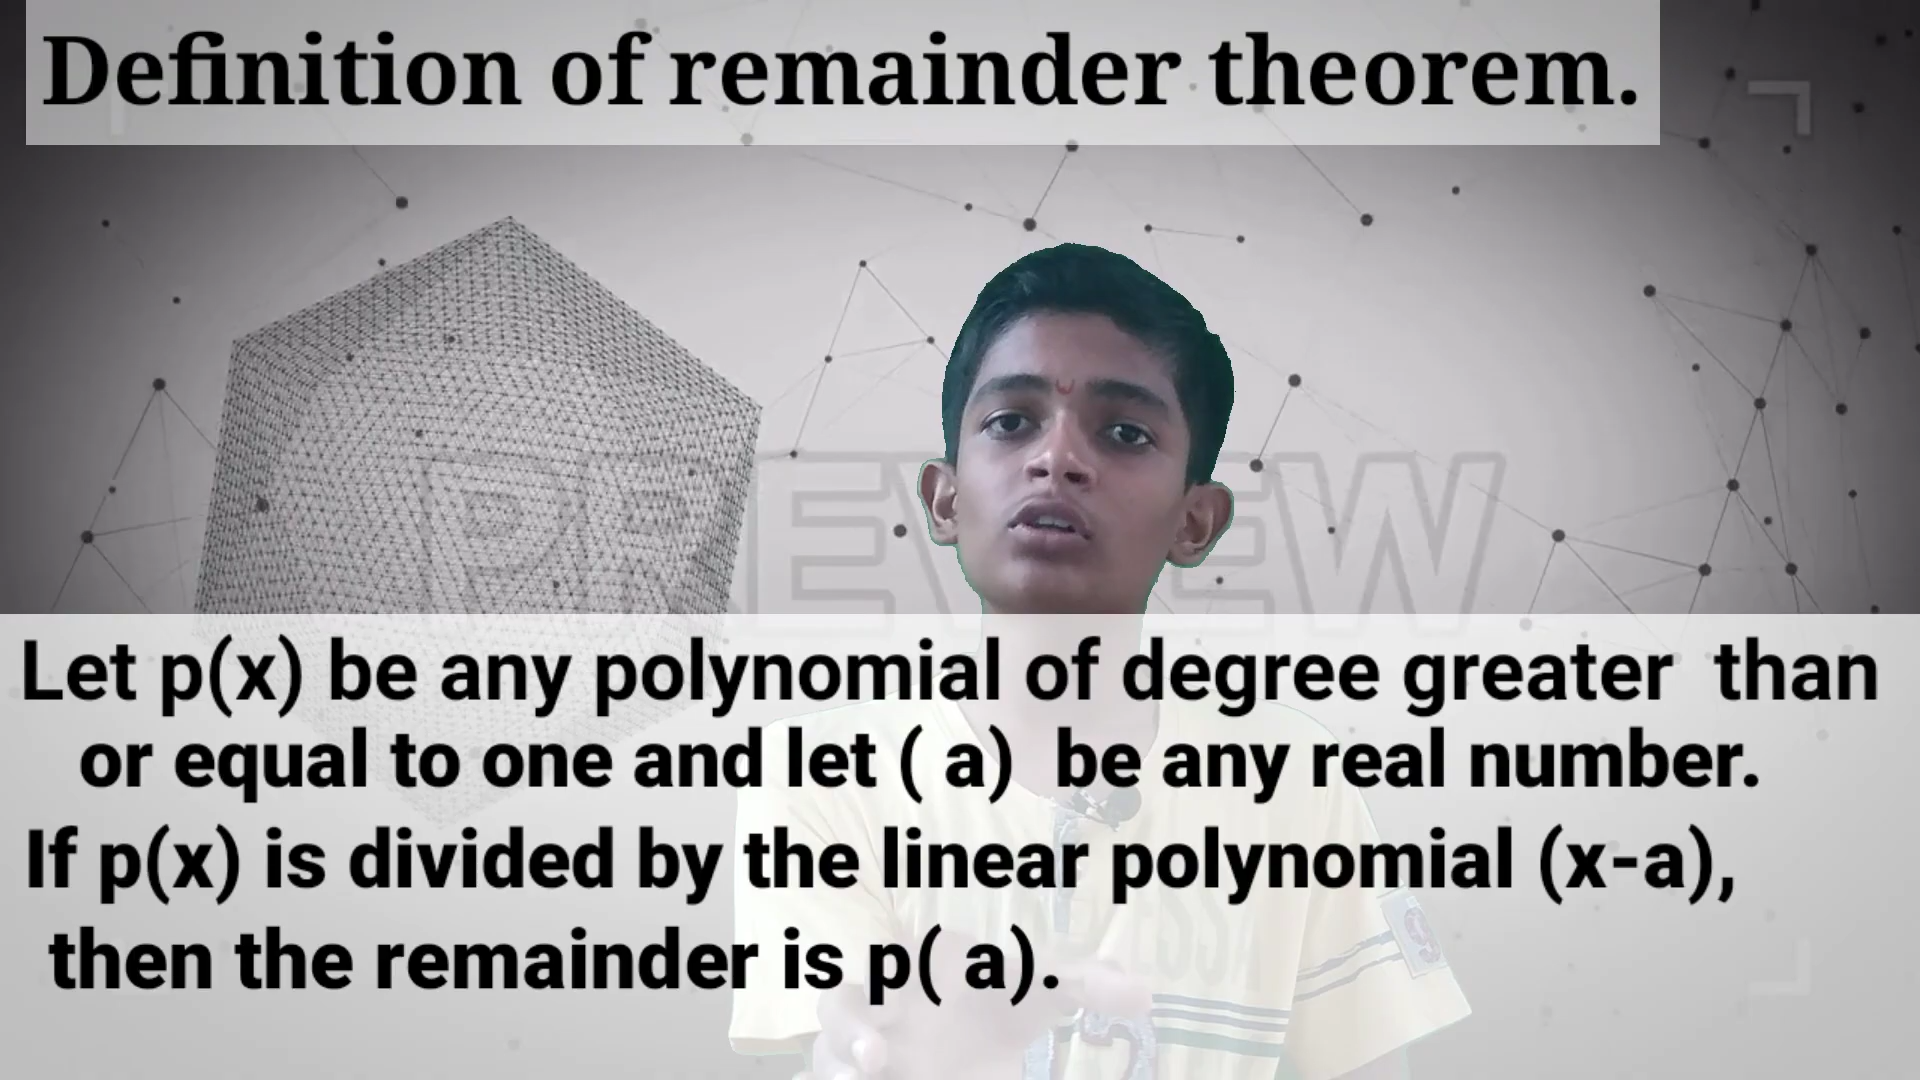 Definition of remainder theorem.
PREVIEW
Let p(x) be any polynomial of degree greater than
or equal to one and let ( a) be any real number.
If p(x) is divided by the linear polynomial (x-a),
then the remainder is p( a).